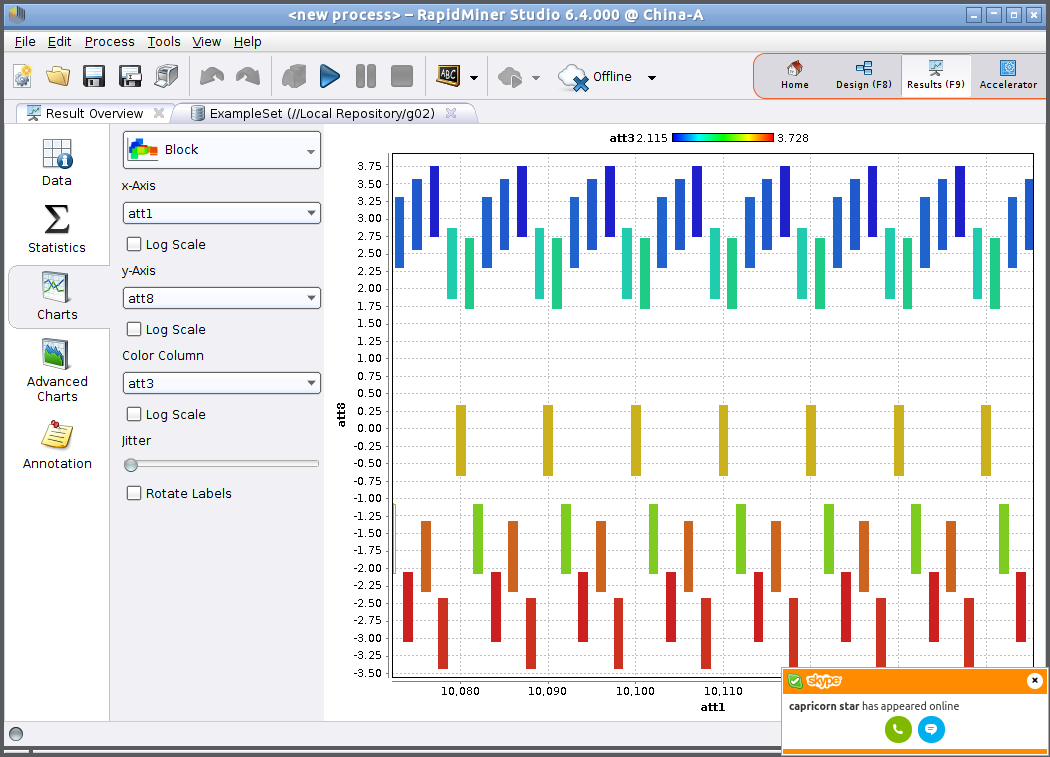 <new process> – RapidMiner Studio 6.4.000 @ China-A
File Edit Process Tools View Help
ABC
Offline
Home
Design (F8)
Results (F9)
Accelerator
Result Overview
ExampleSet (//Local Repository/g02)
Data
Statistics
Charts
Advanced
Charts
Annotation
Block
x-Axis
att1
Log Scale
y-Axis
att8
Log Scale
Color Column
att3
Log Scale
Jitter
Rotate Labels
att3 2.115 3.728
3.75
3.50
3.25
3.00
2.75
2.50
2.25
2.00
1.75
1.50
1.25
1.00
0.75
0.50
0.25
0.00
-0.25
-0.50
-0.75
-1.00
-1.25
-1.50
-1.75
-2.00
-2.25
-2.50
-2.75
-3.00
-3.25
-3.50
att8
10,080 10,090 10,100 10,110
att1
skype
capricorn star has appeared online